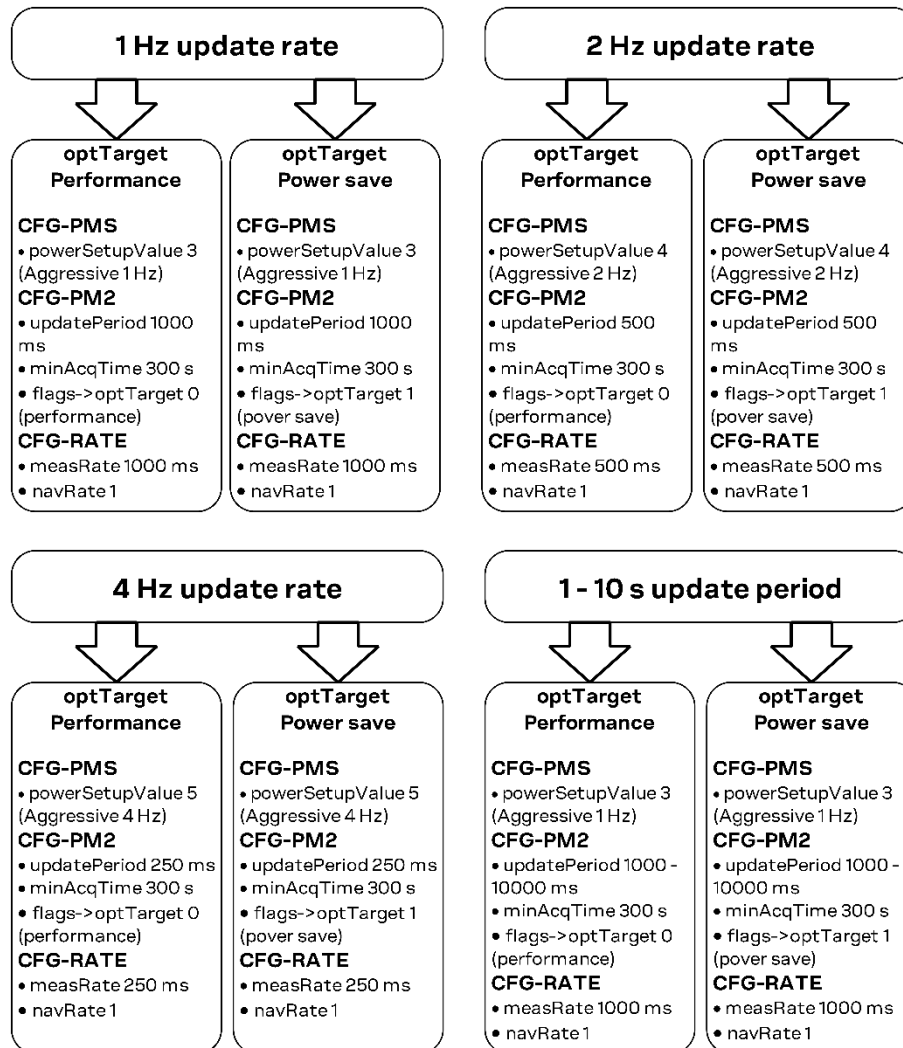 1 Hz update rate
optTarget
Performance
CFG-PMS
• powerSetupValue 3
(Aggressive 1 Hz)
CFG-PM2
• updatePeriod 1000
ms
• minAcqTime 300 s
• flags->optTarget 0
(performance)
CFG-RATE
• measRate 1000 ms
• navRate 1
optTarget
Power save
CFG-PMS
• powerSetupValue 3
(Aggressive 1 Hz)
CFG-PM2
• updatePeriod 1000
ms
• minAcqTime 300 s
• flags->optTarget 1
(pover save)
CFG-RATE
• measRate 1000 ms
• navRate 1
2 Hz update rate
optTarget
Performance
CFG-PMS
• powerSetupValue 4
(Aggressive 2 Hz)
CFG-PM2
• updatePeriod 500
ms
• minAcqTime 300 s
• flags->optTarget 0
(performance)
CFG-RATE
• measRate 500 ms
• navRate 1
optTarget
Power save
CFG-PMS
• powerSetupValue 4
(Aggressive 2 Hz)
CFG-PM2
• updatePeriod 500
ms
• minAcqTime 300 s
• flags->optTarget 1
(pover save)
CFG-RATE
• measRate 500 ms
• navRate 1
4 Hz update rate
optTarget
Performance
CFG-PMS
• powerSetupValue 5
(Aggressive 4 Hz)
CFG-PM2
• updatePeriod 250 ms
• minAcqTime 300 s
• flags->optTarget 0
(performance)
CFG-RATE
• measRate 250 ms
• navRate 1
optTarget
Power save
CFG-PMS
• powerSetupValue 5
(Aggressive 4 Hz)
CFG-PM2
• updatePeriod 250 ms
• minAcqTime 300 s
• flags->optTarget 1
(pover save)
CFG-RATE
• measRate 250 ms
• navRate 1
1 - 10 s update period
optTarget
Performance
CFG-PMS
• powerSetupValue 3
(Aggressive 1 Hz)
CFG-PM2
• updatePeriod 1000 -
10000 ms
• minAcqTime 300 s
• flags->optTarget 0
(performance)
CFG-RATE
• measRate 1000 ms
• navRate 1
optTarget
Power save
CFG-PMS
• powerSetupValue 3
(Aggressive 1 Hz)
CFG-PM2
• updatePeriod 1000 -
10000 ms
• minAcqTime 300 s
• flags->optTarget 1
(pover save)
CFG-RATE
• measRate 1000 ms
• navRate 1